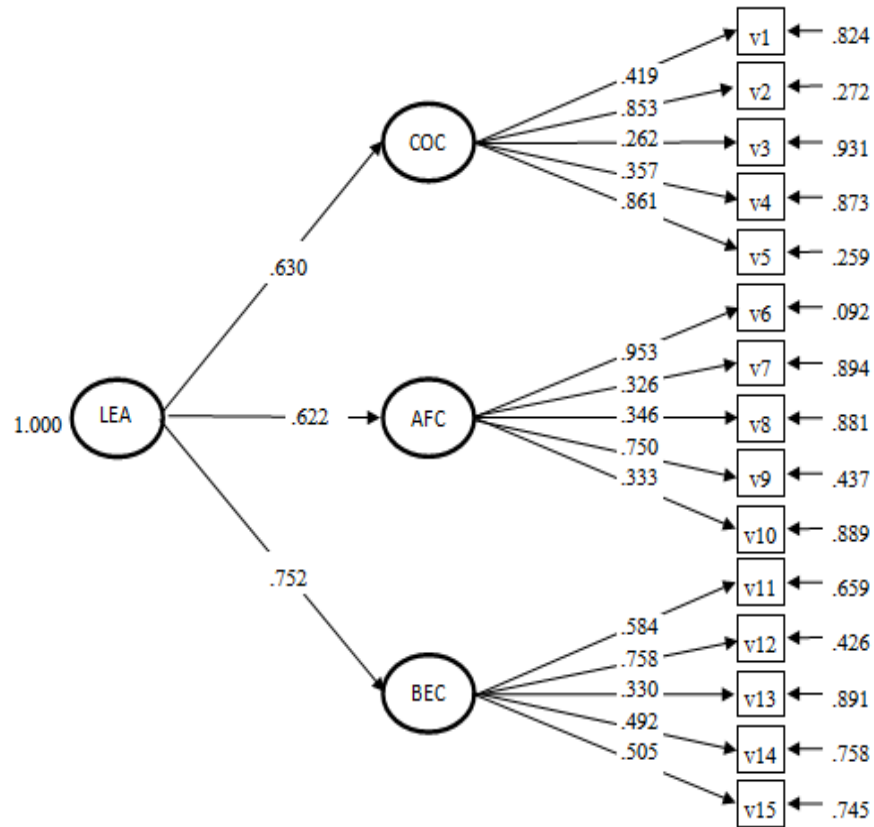 v1 .824
.419
v2 .272
.853
COC
.262
v3 .931
.357
v4 .873
.861
v5 .259
.630
v6 .092
.953
v7 .894
.326
1.000 LEA .622 AFC .346 v8 .881
.750
v9 .437
.333
v10 .889
.752
v11 .659
.584
v12 .426
.758
BEC .330 v13 .891
.492
v14 .758
.505
v15 .745